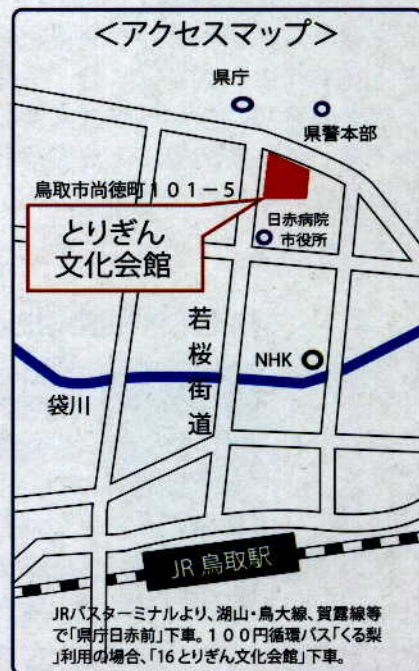 ＜アクセスマップ＞
県庁
県警本部
鳥取市尚徳町１０１－５
とりぎん
文化会館
日赤病院
市役所
若桜街道
NHK
袋川
JR 鳥取駅
JRバスターミナルより、湖山・鳥大線、賀露線等
で「県庁日赤前」下車。１００円循環バス「くる梨
」利用の場合、「16 とりぎん文化会館」下車。